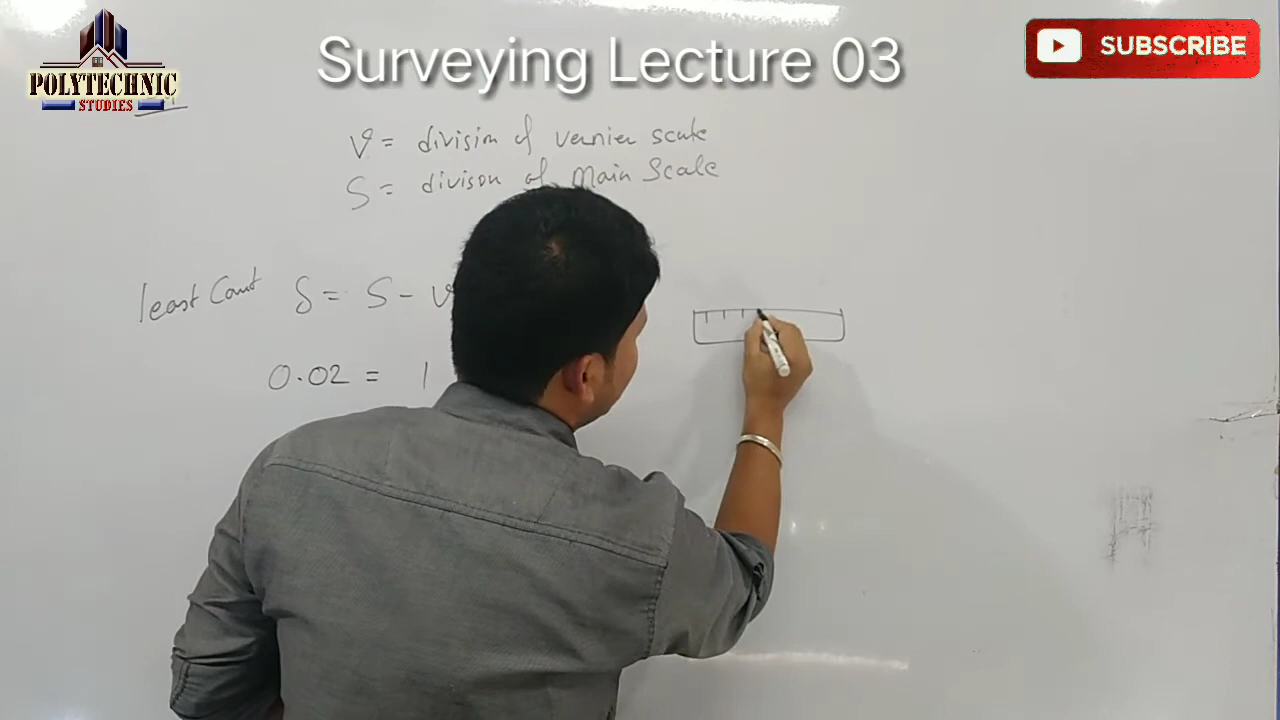 Surveying Lecture 03
SUBSCRIBE
POLYTECHNIC
STUDIES
v = division of vernier scale
S = divison of Main Scale
least Count δ = S - v
0.02 = 1